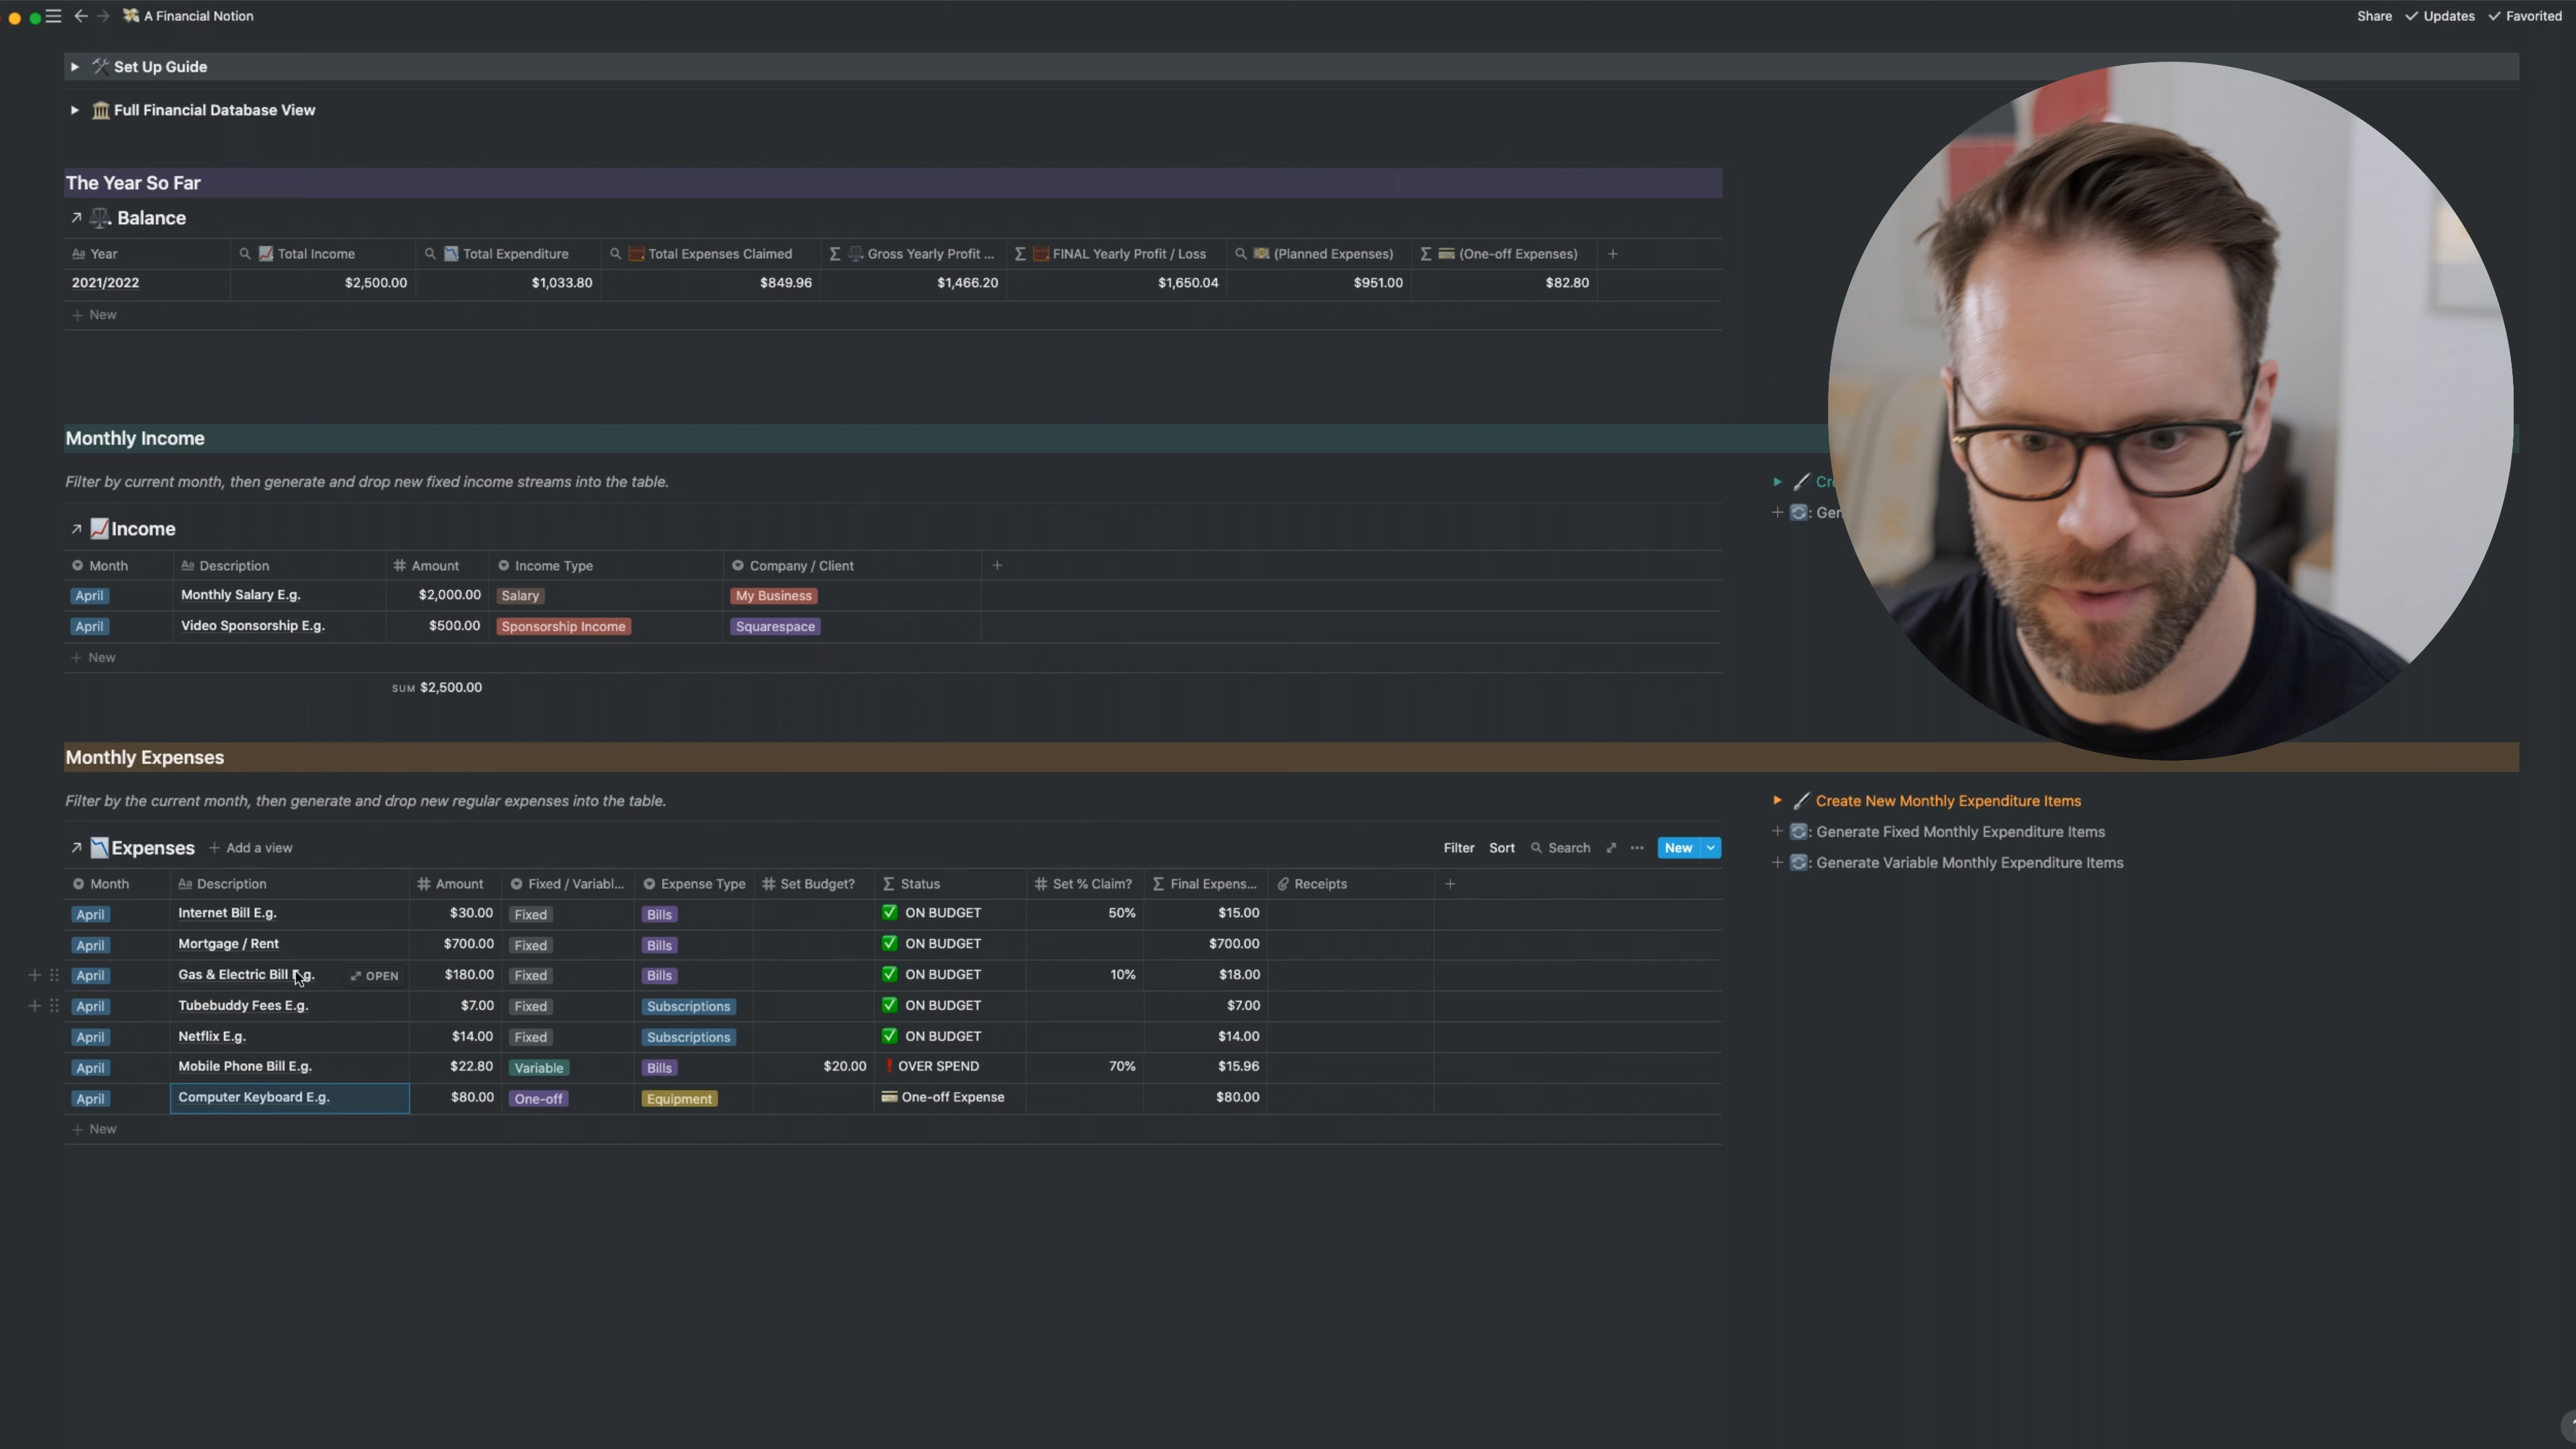 A Financial Notion
Share Updates Favorited
Set Up Guide
Full Financial Database View
The Year So Far
Balance
Year Total Income Total Expenditure Total Expenses Claimed Gross Yearly Profit ... FINAL Yearly Profit / Loss (Planned Expenses) (One-off Expenses)
2021/2022 $2,500.00 $1,033.80 $849.96 $1,466.20 $1,650.04 $951.00 $82.80
New
Monthly Income
Filter by current month, then generate and drop new fixed income streams into the table.
Income
Month Description Amount Income Type Company / Client
April Monthly Salary E.g. $2,000.00 Salary My Business
April Video Sponsorship E.g. $500.00 Sponsorship Income Squarespace
New
SUM $2,500.00
Monthly Expenses
Filter by the current month, then generate and drop new regular expenses into the table.
Create New Monthly Expenditure Items
: Generate Fixed Monthly Expenditure Items
: Generate Variable Monthly Expenditure Items
Expenses Add a view Filter Sort Search New
Month Description Amount Fixed / Variabl... Expense Type Set Budget? Status Set % Claim? Final Expens... Receipts
April Internet Bill E.g. $30.00 Fixed Bills ON BUDGET 50% $15.00
April Mortgage / Rent $700.00 Fixed Bills ON BUDGET $700.00
April Gas & Electric Bill E.g. OPEN $180.00 Fixed Bills ON BUDGET 10% $18.00
April Tubebuddy Fees E.g. $7.00 Fixed Subscriptions ON BUDGET $7.00
April Netflix E.g. $14.00 Fixed Subscriptions ON BUDGET $14.00
April Mobile Phone Bill E.g. $22.80 Variable Bills $20.00 OVER SPEND 70% $15.96
April Computer Keyboard E.g. $80.00 One-off Equipment One-off Expense $80.00
New